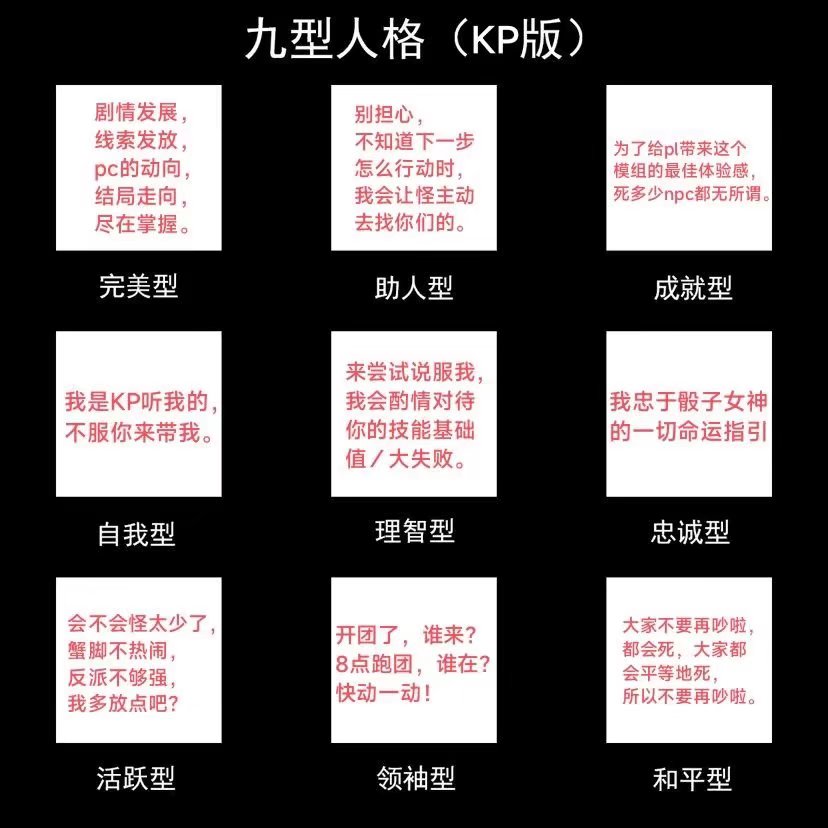 九型人格（KP版）
剧情发展，
线索发放，
pc的动向，
结局走向，
尽在掌握。
完美型
别担心，
不知道下一步
怎么行动时，
我会让怪主动
去找你们的。
助人型
为了给pl带来这个
模组的最佳体验感，
死多少npc都无所谓。
成就型
我是KP听我的，
不服你来带我。
自我型
来尝试说服我，
我会酌情对待
你的技能基础
值／大失败。
理智型
我忠于骰子女神
的一切命运指引
忠诚型
会不会怪太少了，
蟹脚不热闹，
反派不够强，
我多放点吧？
活跃型
开团了，谁来？
8点跑团，谁在？
快动一动！
领袖型
大家不要再吵啦，
都会死，大家都
会平等地死，
所以不要再吵啦。
和平型